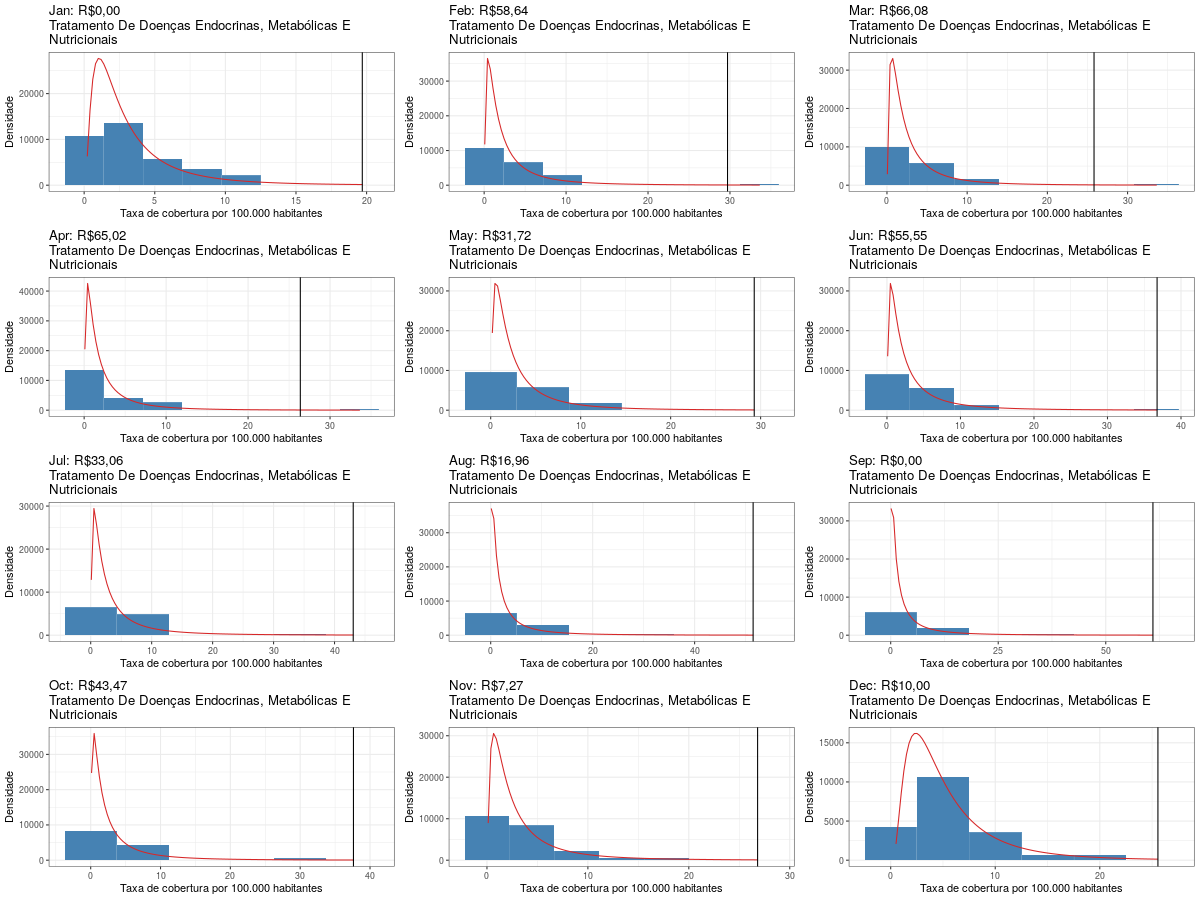 Jan: R$0,00
Tratamento De Doenças Endocrinas, Metabólicas E
Nutricionais
Densidade
20000
10000
0
0 5 10 15 20
Taxa de cobertura por 100.000 habitantes
Feb: R$58,64
Tratamento De Doenças Endocrinas, Metabólicas E
Nutricionais
Densidade
30000
20000
10000
0
0 10 20 30
Taxa de cobertura por 100.000 habitantes
Mar: R$66,08
Tratamento De Doenças Endocrinas, Metabólicas E
Nutricionais
Densidade
30000
20000
10000
0
0 10 20 30
Taxa de cobertura por 100.000 habitantes
Apr: R$65,02
Tratamento De Doenças Endocrinas, Metabólicas E
Nutricionais
Densidade
40000
30000
20000
10000
0
0 10 20 30
Taxa de cobertura por 100.000 habitantes
May: R$31,72
Tratamento De Doenças Endocrinas, Metabólicas E
Nutricionais
Densidade
30000
20000
10000
0
0 10 20 30
Taxa de cobertura por 100.000 habitantes
Jun: R$55,55
Tratamento De Doenças Endocrinas, Metabólicas E
Nutricionais
Densidade
30000
20000
10000
0
0 10 20 30 40
Taxa de cobertura por 100.000 habitantes
Jul: R$33,06
Tratamento De Doenças Endocrinas, Metabólicas E
Nutricionais
Densidade
30000
20000
10000
0
0 10 20 30 40
Taxa de cobertura por 100.000 habitantes
Aug: R$16,96
Tratamento De Doenças Endocrinas, Metabólicas E
Nutricionais
Densidade
30000
20000
10000
0
0 20 40
Taxa de cobertura por 100.000 habitantes
Sep: R$0,00
Tratamento De Doenças Endocrinas, Metabólicas E
Nutricionais
Densidade
30000
20000
10000
0
0 25 50
Taxa de cobertura por 100.000 habitantes
Oct: R$43,47
Tratamento De Doenças Endocrinas, Metabólicas E
Nutricionais
Densidade
30000
20000
10000
0
0 10 20 30 40
Taxa de cobertura por 100.000 habitantes
Nov: R$7,27
Tratamento De Doenças Endocrinas, Metabólicas E
Nutricionais
Densidade
30000
20000
10000
0
0 10 20 30
Taxa de cobertura por 100.000 habitantes
Dec: R$10,00
Tratamento De Doenças Endocrinas, Metabólicas E
Nutricionais
Densidade
15000
10000
5000
0
0 10 20
Taxa de cobertura por 100.000 habitantes